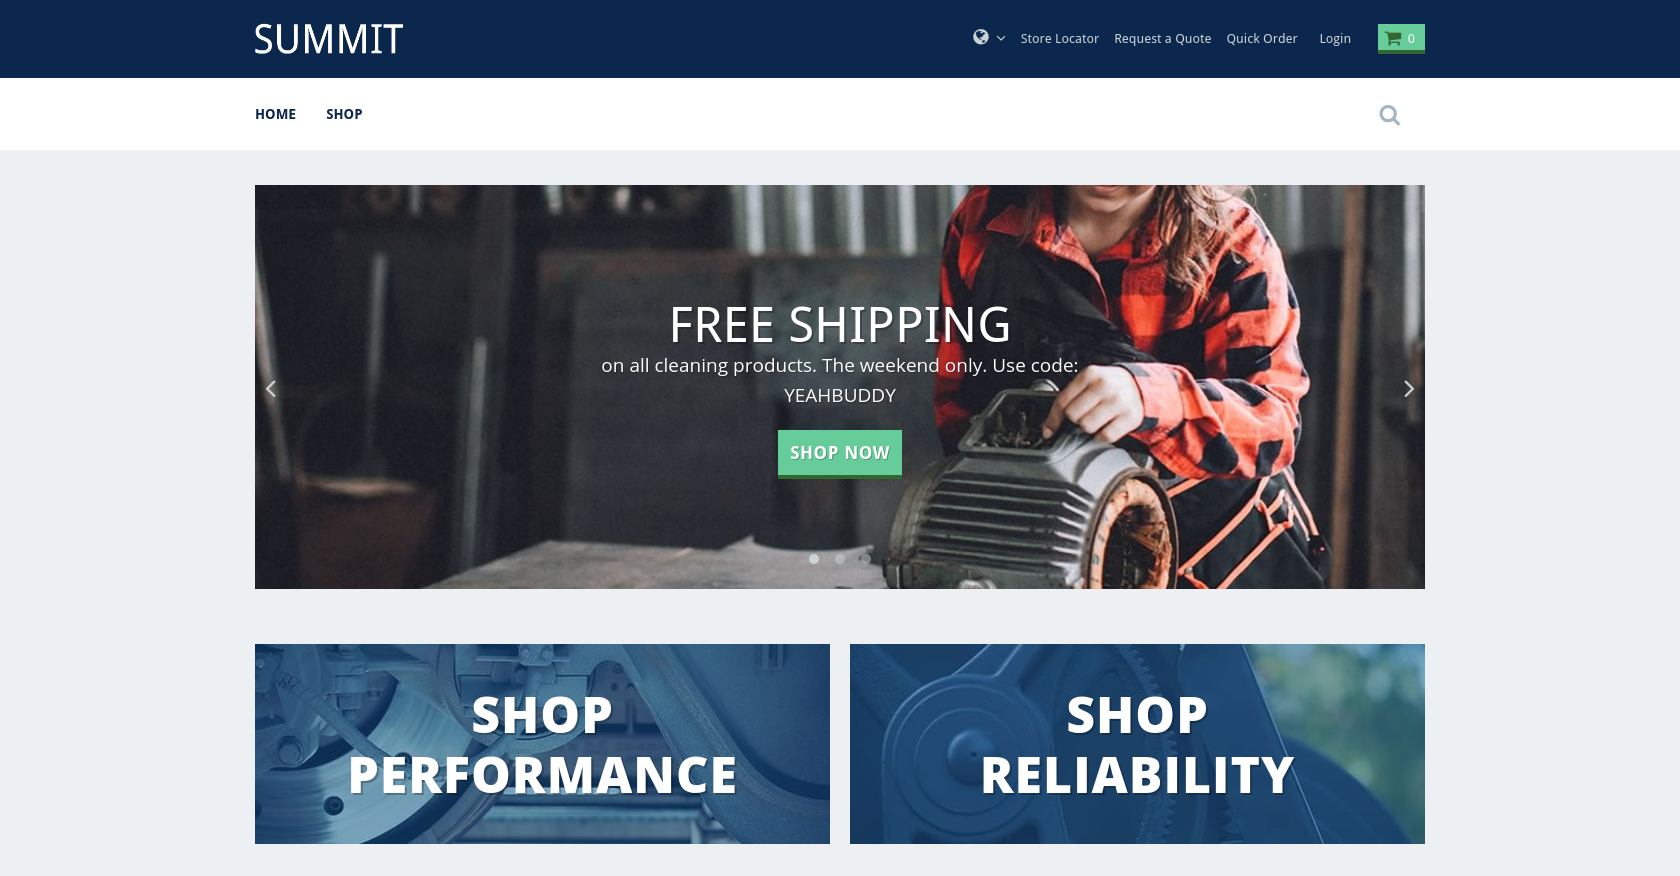 SUMMIT
Store Locator
Request a Quote
Quick Order
Login
0
HOME
SHOP
FREE SHIPPING
on all cleaning products. The weekend only. Use code:
YEAHBUDDY
SHOP NOW
SHOP
PERFORMANCE
SHOP
RELIABILITY